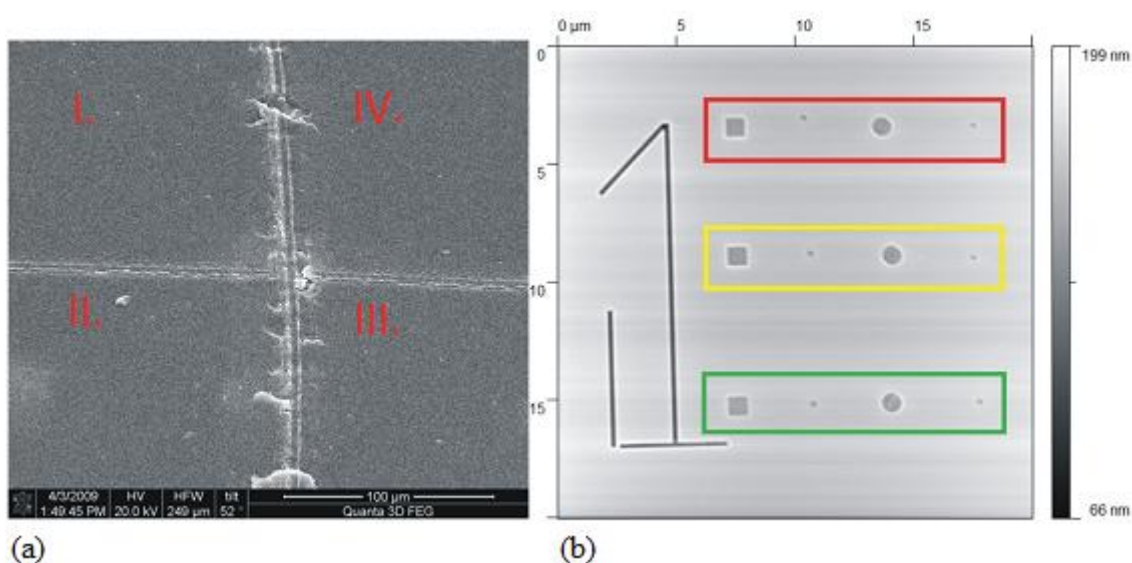 I. IV.
II. III.
4/3/2009 HV HFW tilt 100 µm
1:49:45 PM 20.0 kV 249 µm 52 ° Quanta 3D FEG
(a)
0 µm 5 10 15
0
5
10
15
1
199 nm
66 nm
(b)